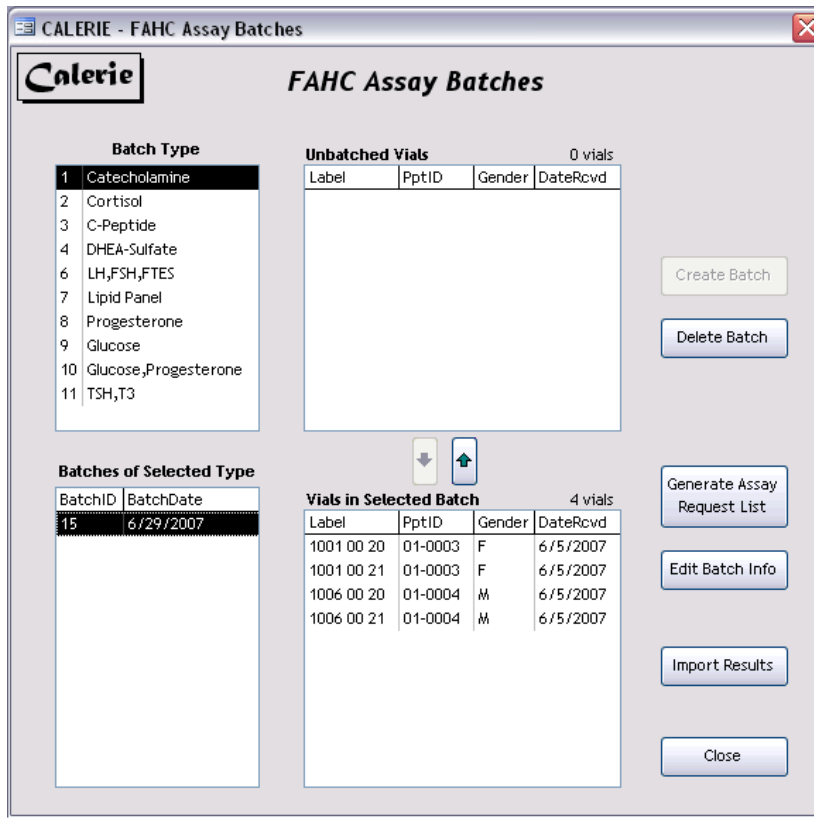 CALERIE - FAHC Assay Batches
Calerie
FAHC Assay Batches
Batch Type
1 Catecholamine
2 Cortisol
3 C-Peptide
4 DHEA-Sulfate
6 LH,FSH,FTES
7 Lipid Panel
8 Progesterone
9 Glucose
10 Glucose,Progesterone
11 TSH,T3
Unbatched Vials 0 vials
Label PptID Gender DateRcvd
Create Batch
Delete Batch
Batches of Selected Type
BatchID BatchDate
15 6/29/2007
Vials in Selected Batch 4 vials
Label PptID Gender DateRcvd
1001 00 20 01-0003 F 6/5/2007
1001 00 21 01-0003 F 6/5/2007
1006 00 20 01-0004 M 6/5/2007
1006 00 21 01-0004 M 6/5/2007
Generate Assay
Request List
Edit Batch Info
Import Results
Close